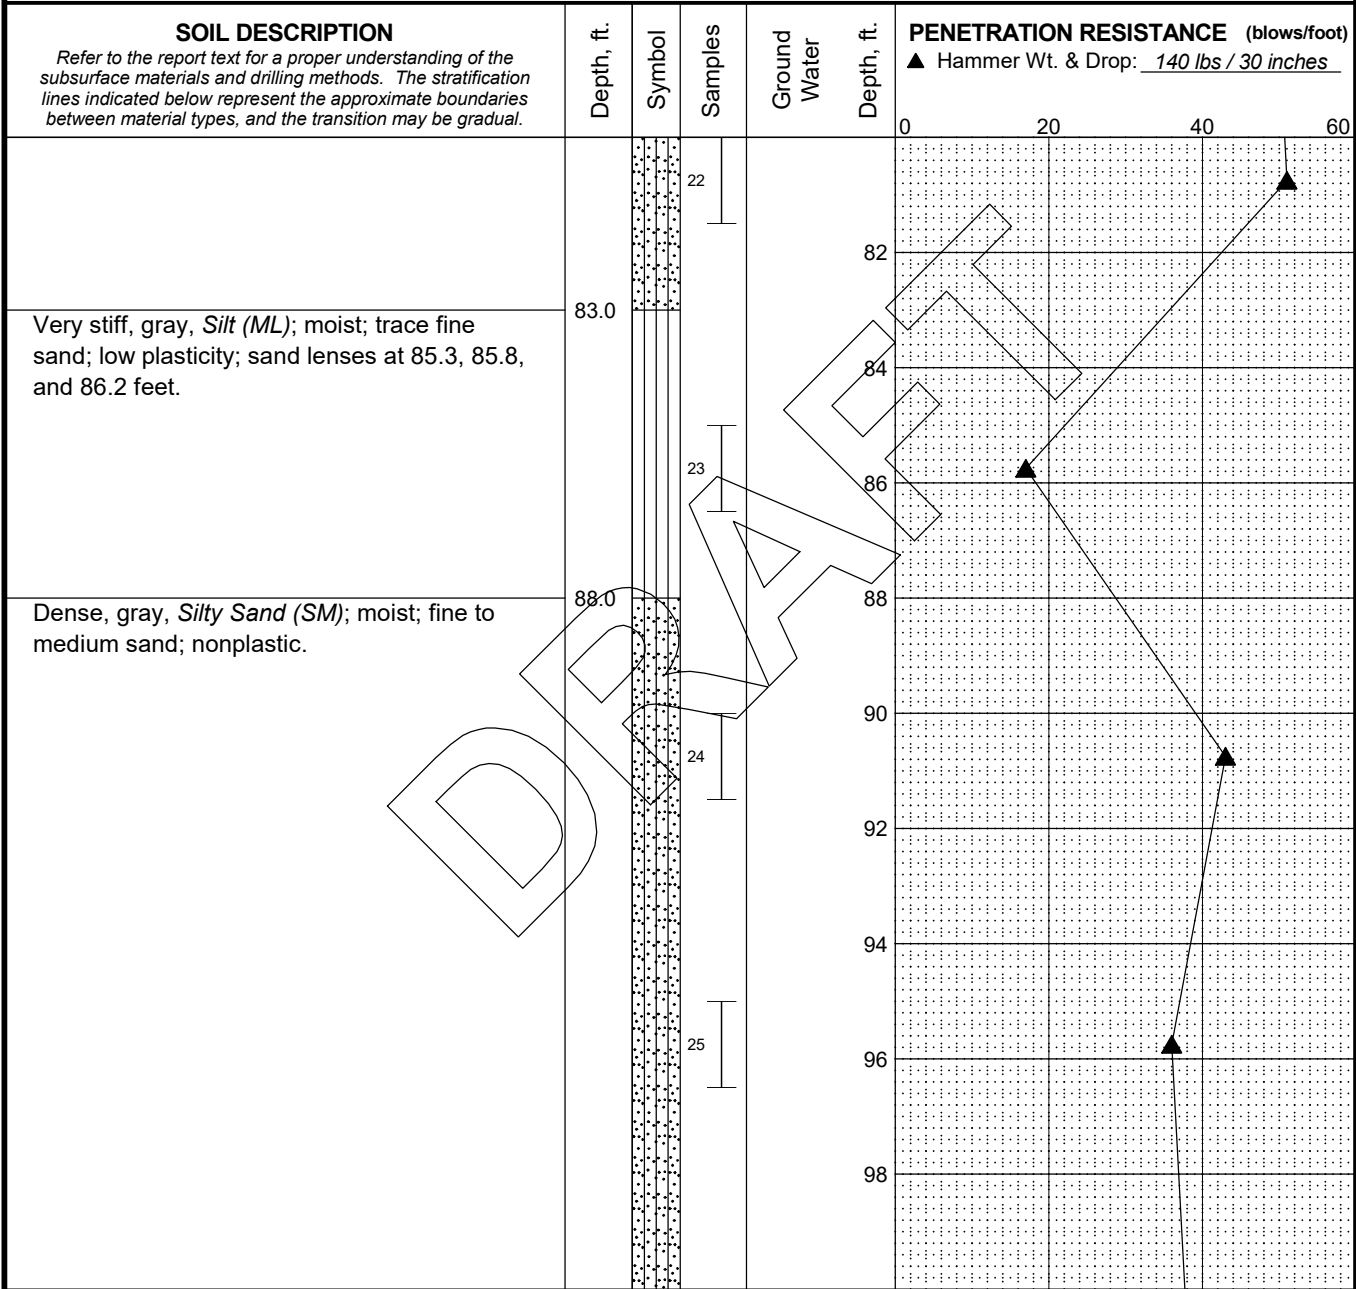 SOIL DESCRIPTION
Refer to the report text for a proper understanding of the
subsurface materials and drilling methods. The stratification
lines indicated below represent the approximate boundaries
between material types, and the transition may be gradual.
Depth, ft.
Symbol
Samples
Ground
Water
Depth, ft.
PENETRATION RESISTANCE (blows/foot)
▲ Hammer Wt. & Drop: 140 lbs / 30 inches
0 20 40 60
22
82
83.0
Very stiff, gray, Silt (ML); moist; trace fine
sand; low plasticity; sand lenses at 85.3, 85.8,
and 86.2 feet.
84
23
86
88.0
88
Dense, gray, Silty Sand (SM); moist; fine to
medium sand; nonplastic.
90
24
92
94
25
96
98
DRAFT